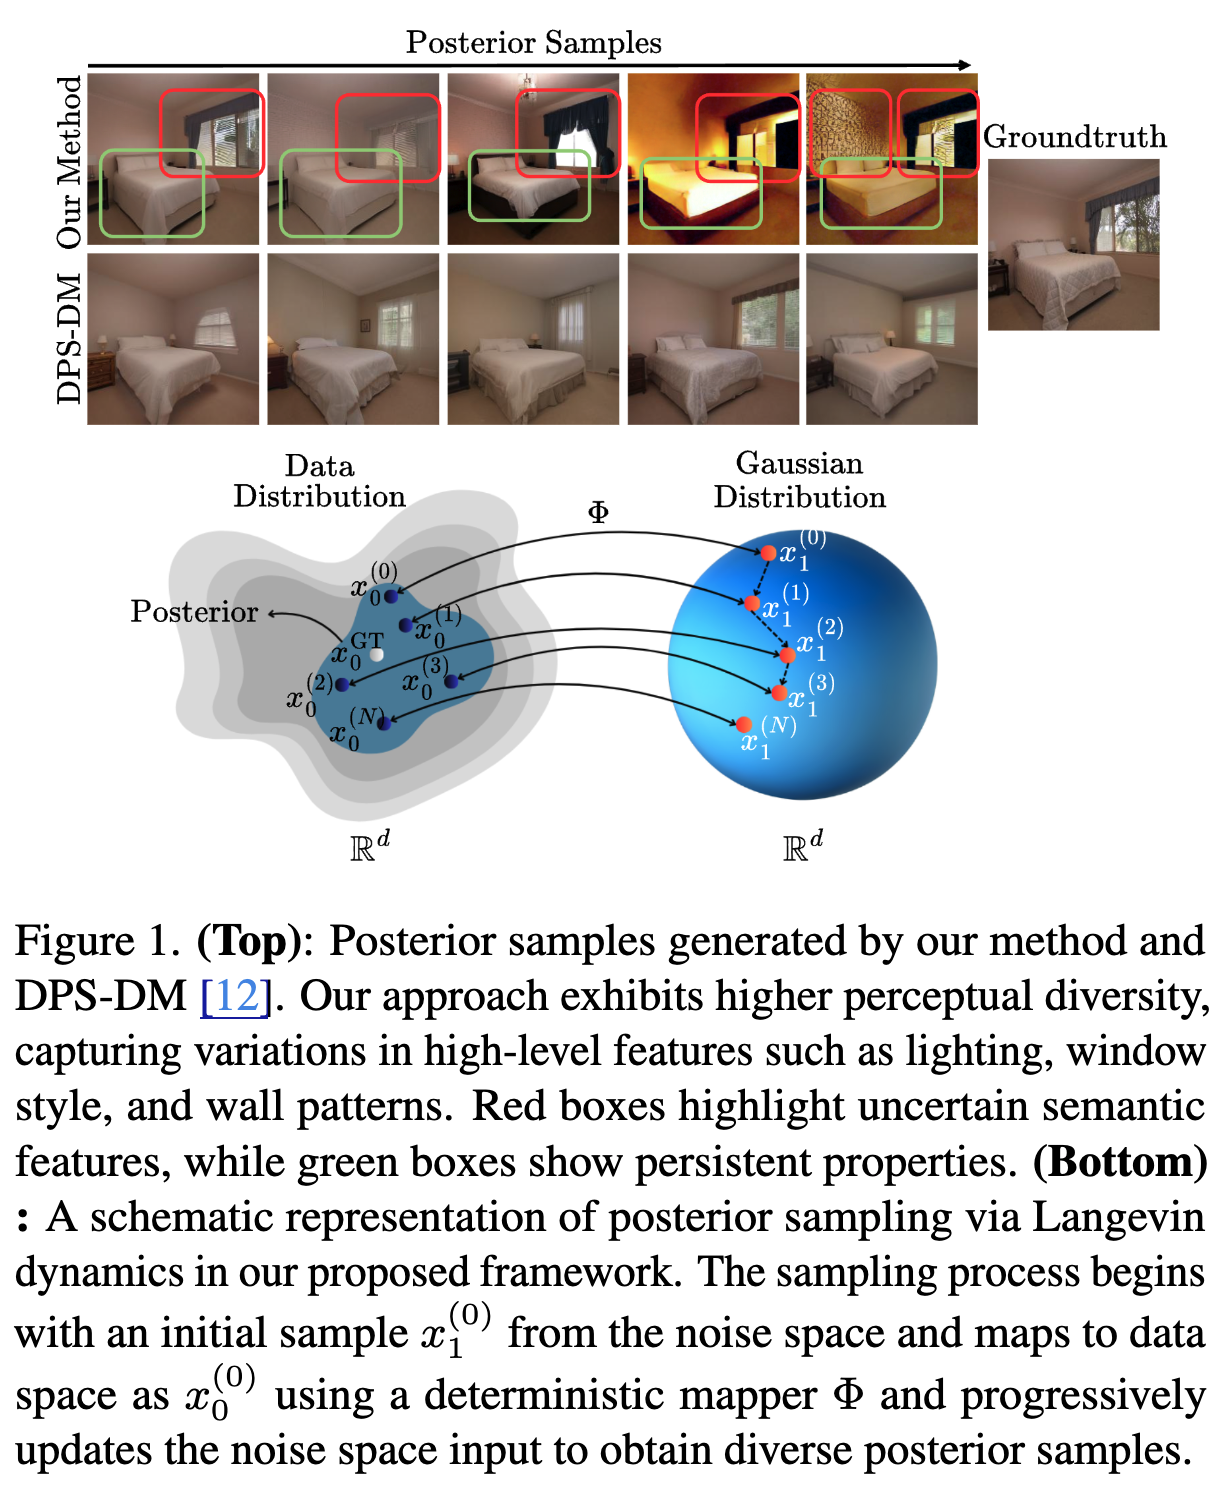 Posterior Samples
Our Method
Groundtruth
DPS-DM
Data
Distribution
Gaussian
Distribution
Φ
x_0^{(0)}
x_1^{(0)}
x_0^{(1)}
x_1^{(1)}
Posterior
x_0^{GT}
x_1^{(2)}
x_0^{(2)}
x_0^{(3)}
x_1^{(3)}
x_0^{(N)}
x_1^{(N)}
ℝ^d
ℝ^d
Figure 1. (Top): Posterior samples generated by our method and
DPS-DM [12]. Our approach exhibits higher perceptual diversity,
capturing variations in high-level features such as lighting, window
style, and wall patterns. Red boxes highlight uncertain semantic
features, while green boxes show persistent properties. (Bottom)
: A schematic representation of posterior sampling via Langevin
dynamics in our proposed framework. The sampling process begins
with an initial sample x_1^{(0)} from the noise space and maps to data
space as x_0^{(0)} using a deterministic mapper Φ and progressively
updates the noise space input to obtain diverse posterior samples.